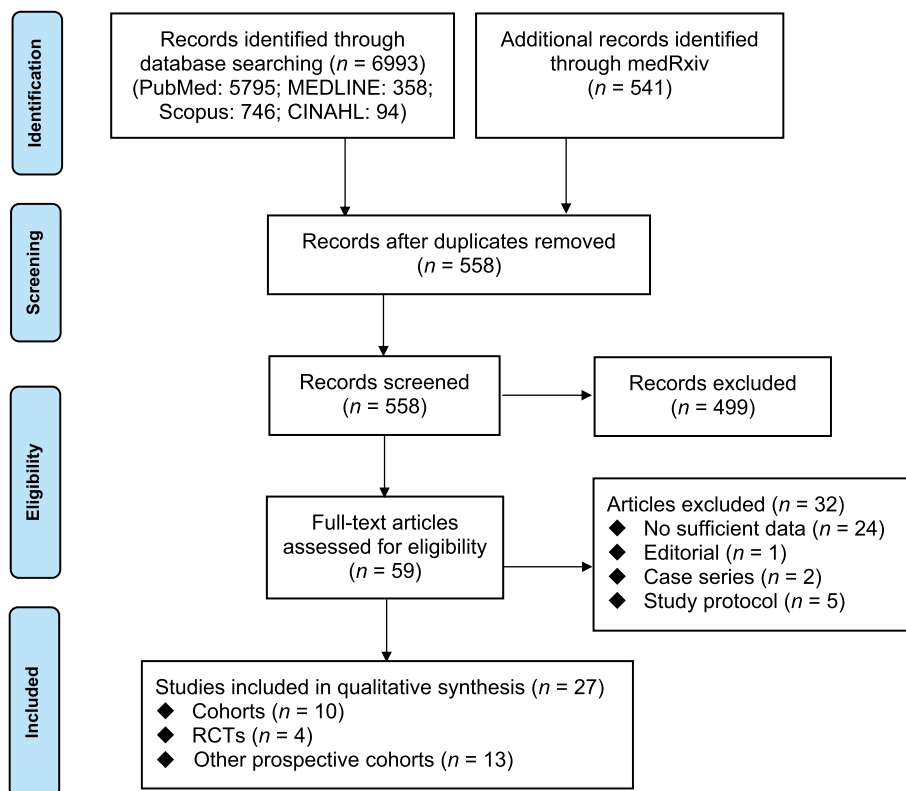 Identification
Records identified through
database searching (n = 6993)
(PubMed: 5795; MEDLINE: 358;
Scopus: 746; CINAHL: 94)
Additional records identified
through medRxiv
(n = 541)
Screening
Records after duplicates removed
(n = 558)
Records screened
(n = 558)
Records excluded
(n = 499)
Eligibility
Full-text articles
assessed for eligibility
(n = 59)
Articles excluded (n = 32)
◆ No sufficient data (n = 24)
◆ Editorial (n = 1)
◆ Case series (n = 2)
◆ Study protocol (n = 5)
Included
Studies included in qualitative synthesis (n = 27)
◆ Cohorts (n = 10)
◆ RCTs (n = 4)
◆ Other prospective cohorts (n = 13)